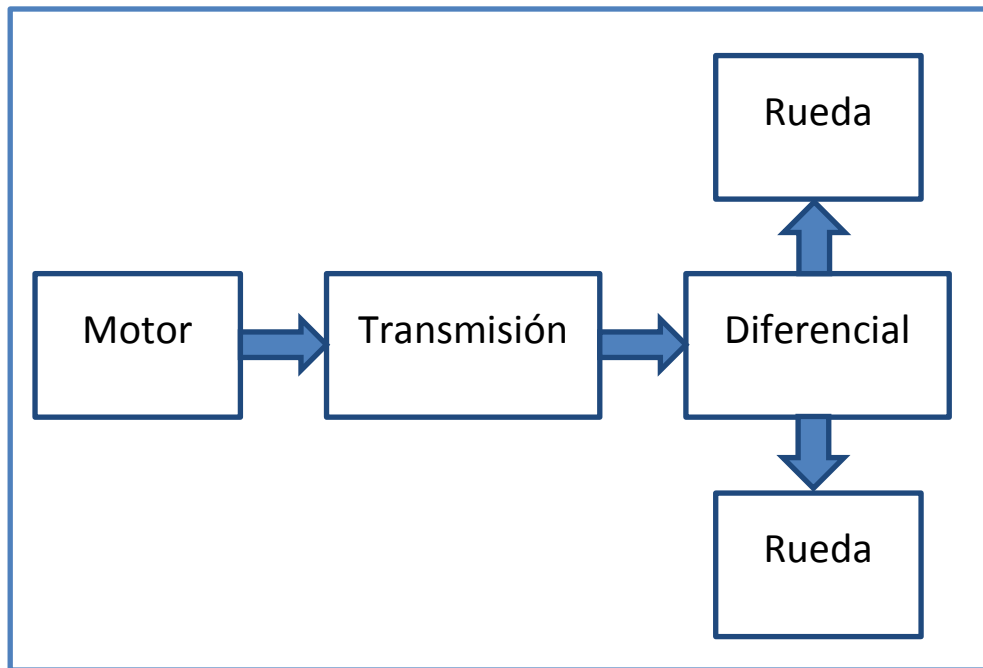 Rueda
Motor
Transmisión
Diferencial
Rueda